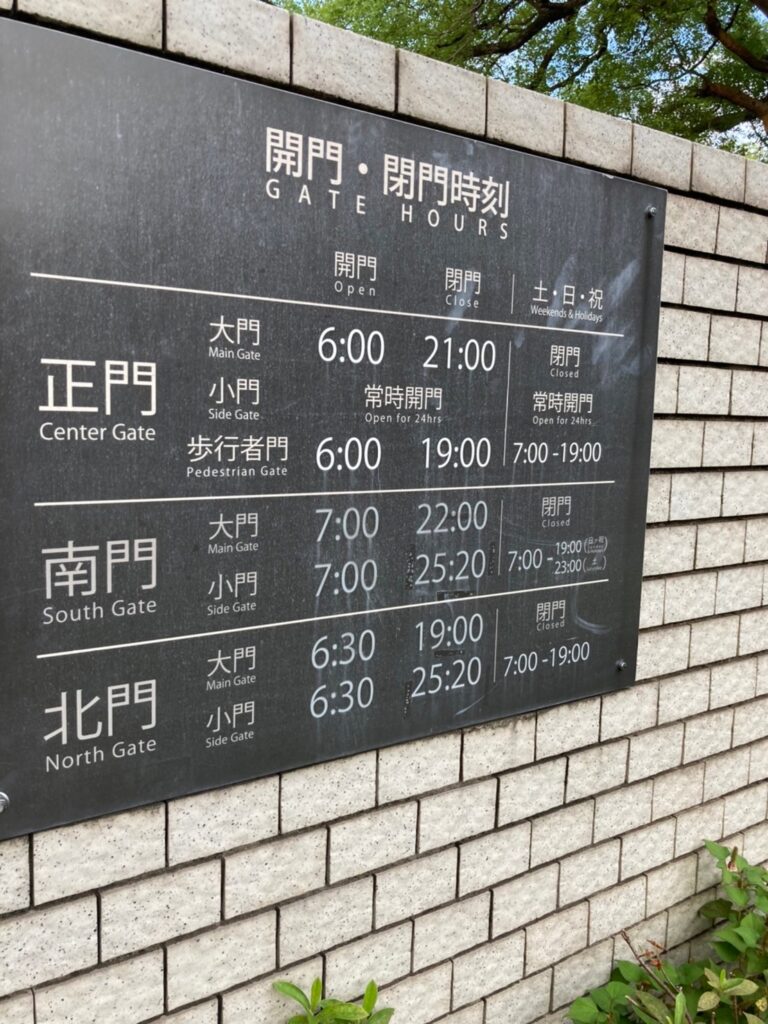 開門・閉門時刻
GATE HOURS
開門 閉門 土・日・祝
Open Close Weekends & Holidays
正門
Center Gate
大門 6:00 21:00 閉門
Main Gate Closed
小門 常時開門 常時開門
Side Gate Open for 24hrs Open for 24hrs
歩行者門 6:00 19:00 7:00 -19:00
Pedestrian Gate
南門
South Gate
大門 7:00 22:00 閉門
Main Gate Closed
小門 7:00 25:20 7:00 - 19:00 (日・祝)
Side Gate 23:00 (土)
北門
North Gate
大門 6:30 19:00 閉門
Main Gate Closed
小門 6:30 25:20 7:00 -19:00
Side Gate